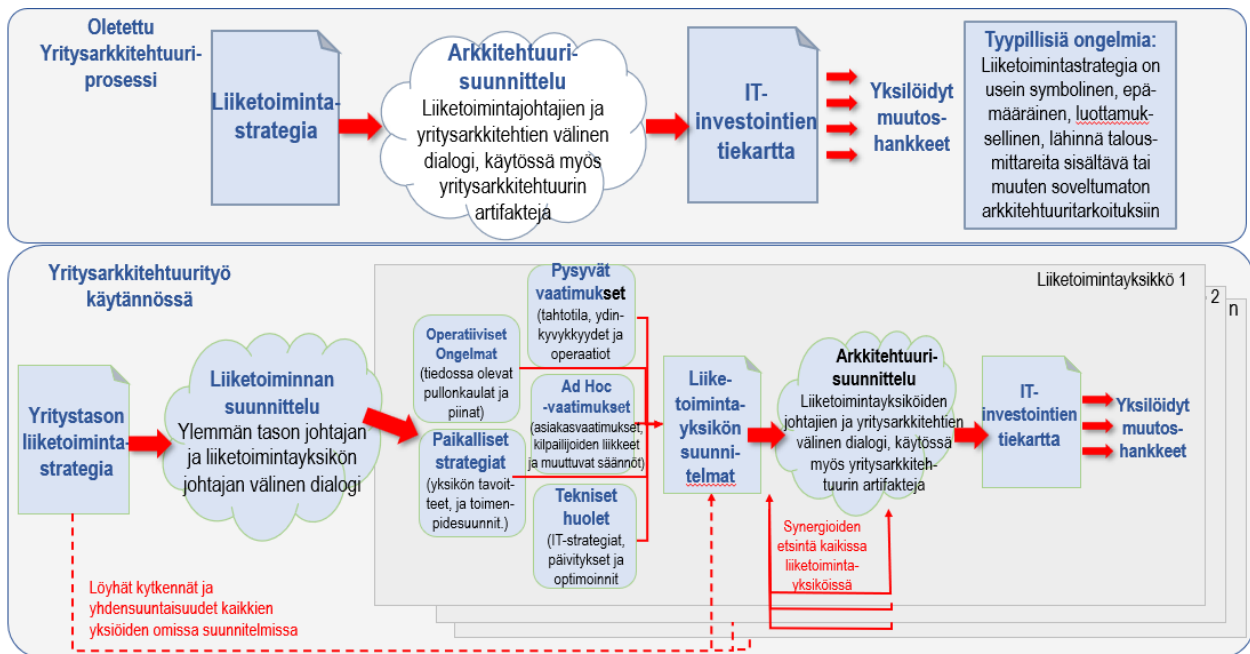 Oletettu
Yritysarkkitehtuuri-
prosessi
Liiketoiminta-
strategia
Arkkitehtuuri-
suunnittelu
Liiketoimintajohtajien ja
yritysarkkitehtien välinen
dialogi, käytössä myös
yritysarkkitehtuurin
artifakteja
IT-
investointien
tiekartta
Yksilöidyt
muutos-
hankkeet
Tyypillisiä ongelmia:
Liiketoimintastrategia on
usein symbolinen, epä-
määräinen, luottamuk-
sellinen, lähinnä talous-
mittareita sisältävä tai
muuten soveltumaton
arkkitehtuuritarkoituksiin
Yritysarkkitehtuurityö
käytännössä
Liiketoimintayksikkö 1
2
n
Yritystason
liiketoiminta-
strategia
Liiketoiminnan
suunnittelu
Ylemmän tason johtajan
ja liiketoimintayksikön
johtajan välinen dialogi
Operatiiviset
Ongelmat
(tiedossa olevat
pullonkaulat ja
piinat)
Paikalliset
strategiat
(yksikön tavoit-
teet, ja toimen-
pidesuunnit.)
Pysyvät
vaatimukset
(tahtotila, ydin-
kyvykkyydet ja
operaatiot)
Ad Hoc
-vaatimukset
(asiakasvaatimukset,
kilpailijoiden liikkeet
ja muuttuvat säännöt)
Tekniset
huolet
(IT-strategiat,
päivitykset ja
optimoinnit
Liike-
toiminta-
yksikön
suunni-
telmat
Arkkitehtuuri-
suunnittelu
Liiketoimintayksiköiden
johtajien ja yritysarkkitehtien
välinen dialogi, käytössä
myös yritysarkkiteh-
tuurin artifakteja
IT-
investointien
tiekartta
Yksilöidyt
muutos-
hankkeet
Synergioiden
etsintä kaikissa
liiketoiminta-
yksiköissä
Löyhät kytkennät ja
yhdensuuntaisuudet kaikkien
yksiöiden omissa suunnitelmissa